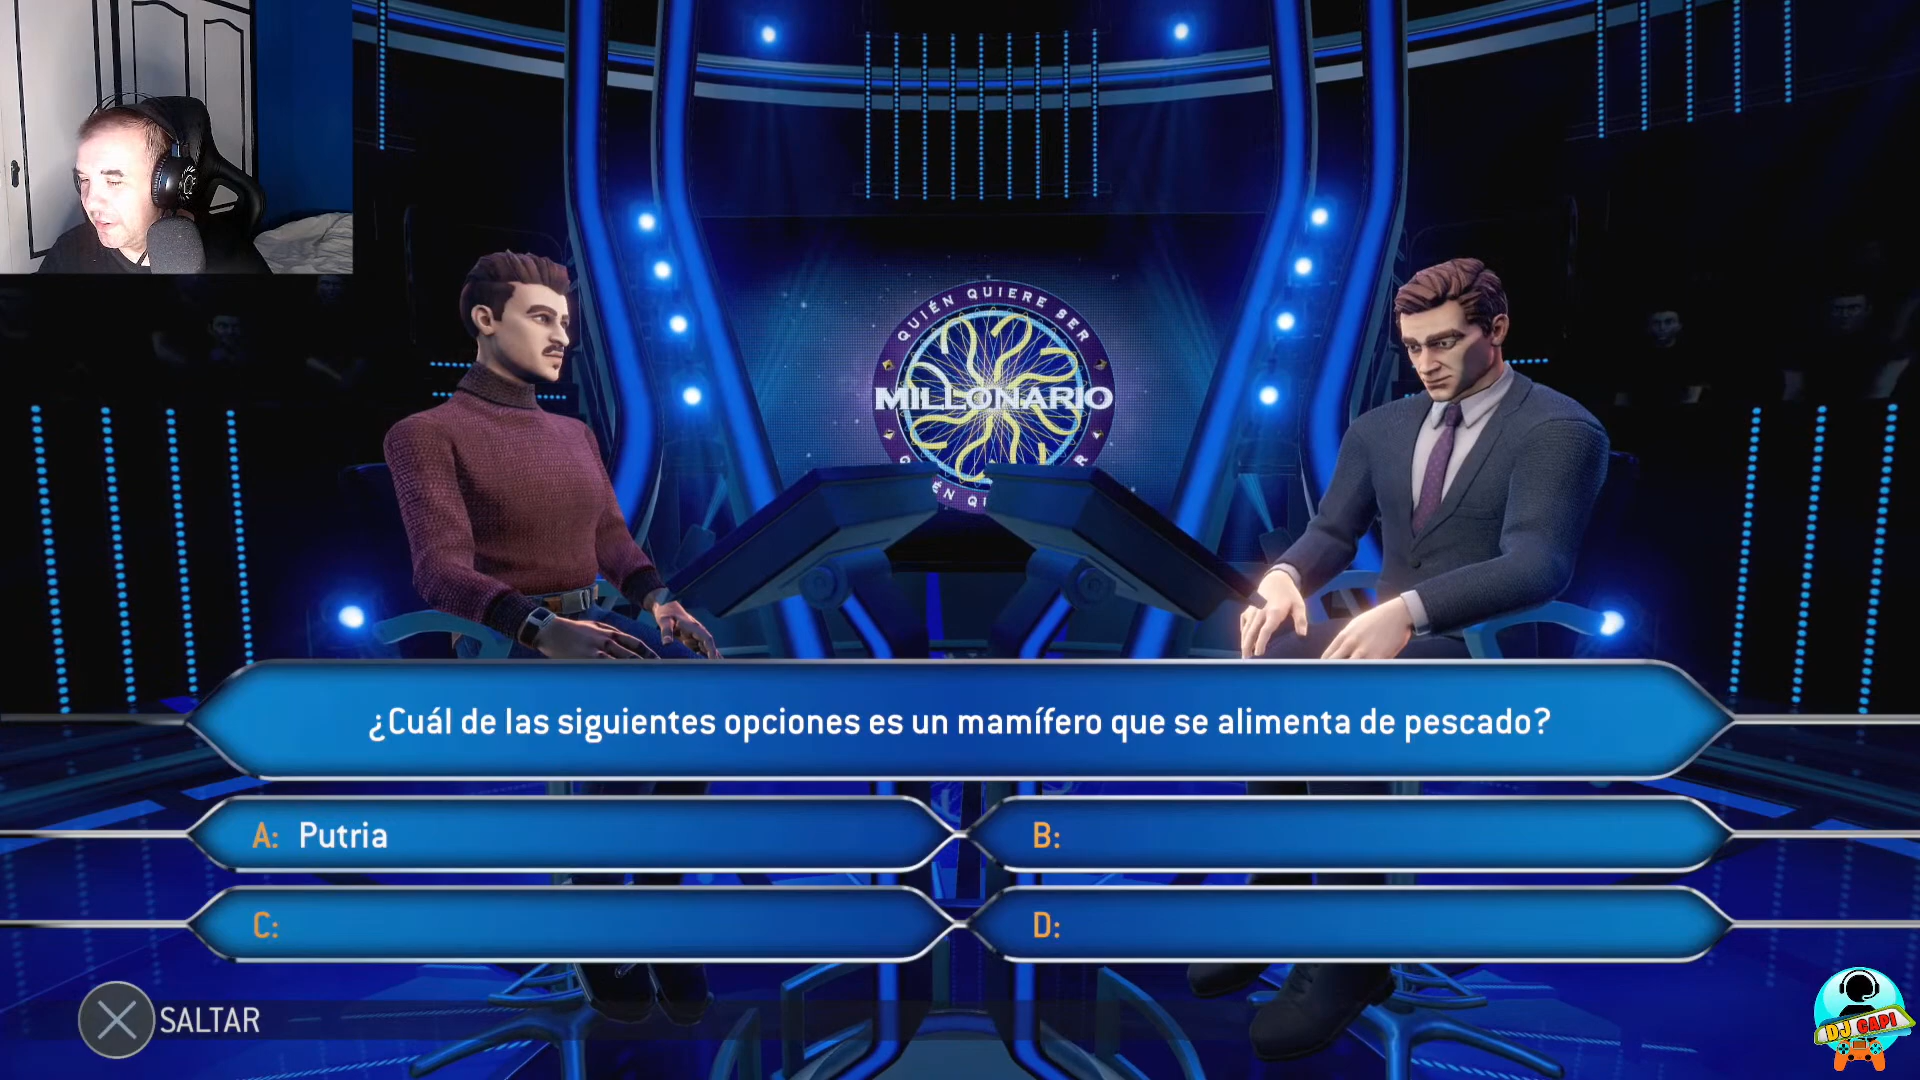 QUIÉN QUIERE SER
MILLONARIO
¿Cuál de las siguientes opciones es un mamífero que se alimenta de pescado?
A: Putria
B:
C:
D:
SALTAR
DJ CAPI